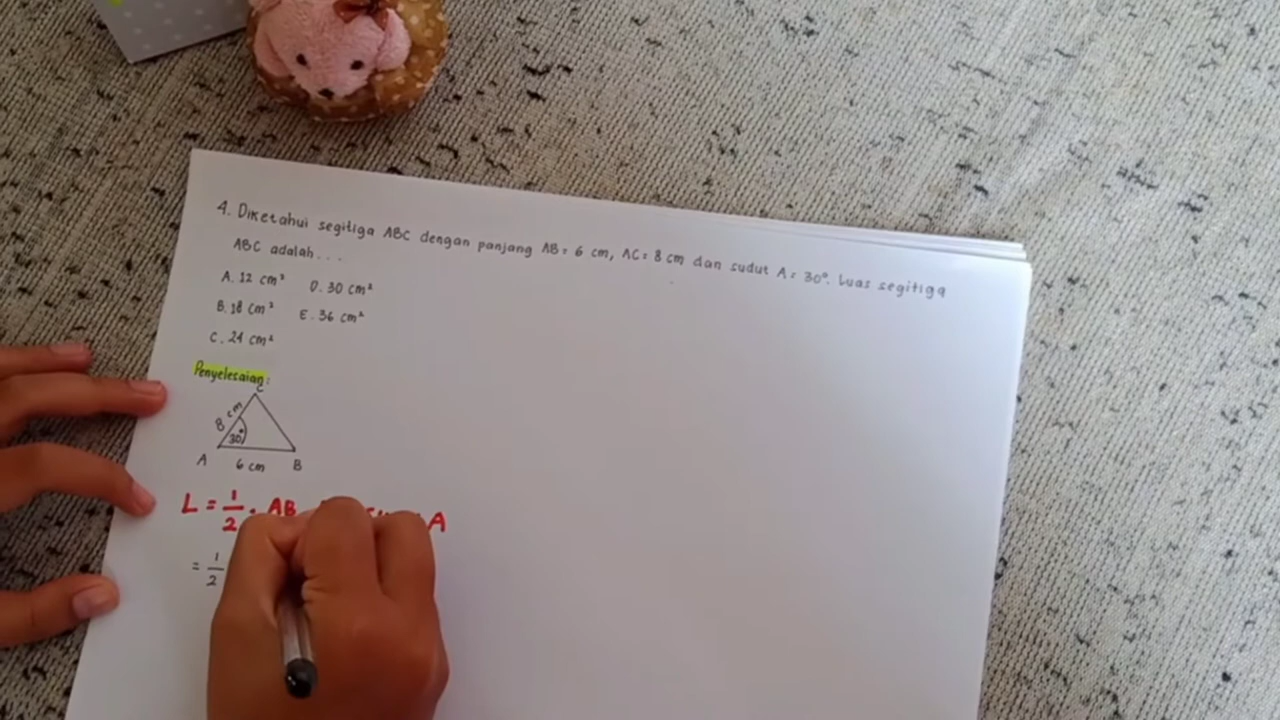 4. Diketahui segitiga ABC dengan panjang AB = 6 cm, AC = 8 cm dan sudut A = 30°. Luas segitiga
ABC adalah...
A. 12 cm² D. 30 cm²
B. 18 cm² E. 36 cm²
C. 24 cm²
Penyelesaian:
C
8 cm
30°
A 6 cm B
L = 1/2 . AB A
= 1/2